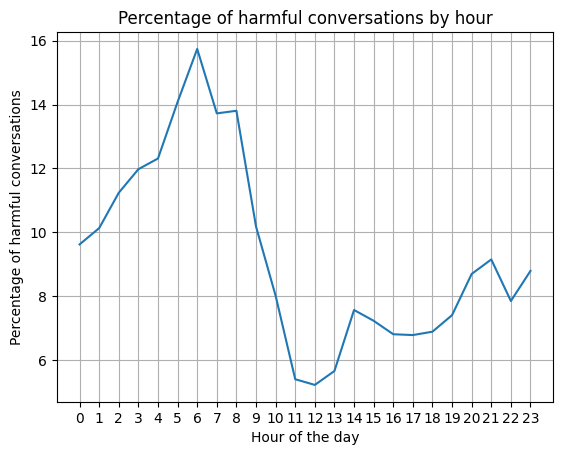 Percentage of harmful conversations by hour
16
14
12
10
8
6
Percentage of harmful conversations
0 1 2 3 4 5 6 7 8 9 10 11 12 13 14 15 16 17 18 19 20 21 22 23
Hour of the day